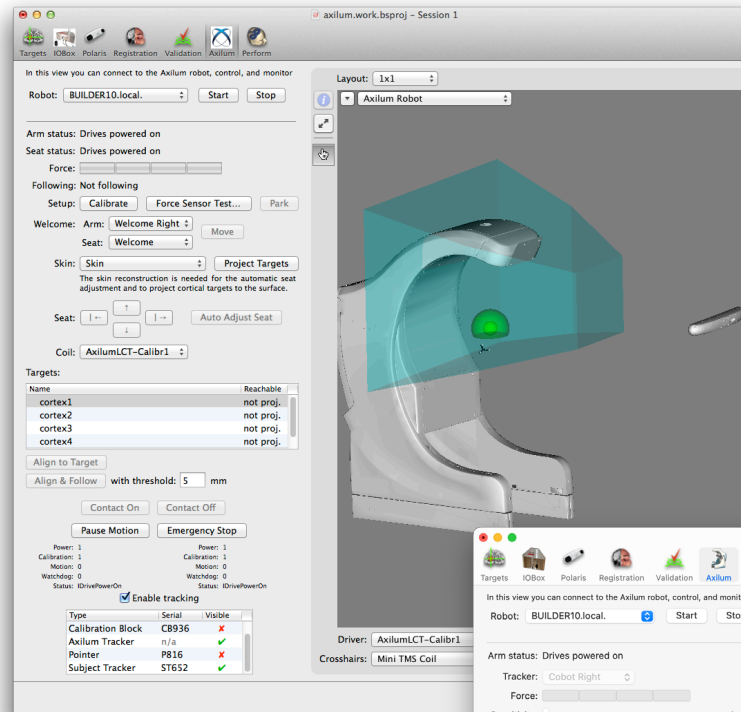 axilum.work.bsproj – Session 1
Targets IOBox Polaris Registration Validation Axilum Perform
In this view you can connect to the Axilum robot, control, and monitor
Robot: BUILDER10.local. Start Stop
Arm status: Drives powered on
Seat status: Drives powered on
Force:
Following: Not following
Setup: Calibrate Force Sensor Test... Park
Welcome: Arm: Welcome Right Move
Seat: Welcome
Skin: Skin Project Targets
The skin reconstruction is needed for the automatic seat
adjustment and to project cortical targets to the surface.
Seat: Auto Adjust Seat
Coil: AxilumLCT-Calibr1
Targets:
Name Reachable
cortex1 not proj.
cortex2 not proj.
cortex3 not proj.
cortex4 not proj.
Align to Target
Align & Follow with threshold: 5 mm
Contact On Contact Off
Pause Motion Emergency Stop
Power: 1 Power: 1
Calibration: 1 Calibration: 1
Motion: 0 Motion: 0
Watchdog: 0 Watchdog: 0
Status: IDrivePowerOn Status: IDrivePowerOn
Enable tracking
Type Serial Visible
Calibration Block CB936 ✘
Axilum Tracker n/a ✔
Pointer P816 ✘
Subject Tracker ST652 ✔
Layout: 1x1
Axilum Robot
Driver: AxilumLCT-Calibr1
Crosshairs: Mini TMS Coil
Targets IOBox Polaris Registration Validation Axilum
In this view you can connect to the Axilum robot, control, and monit
Robot: BUILDER10.local. Start Sto
Arm status: Drives powered on
Tracker: Cobot Right
Force: